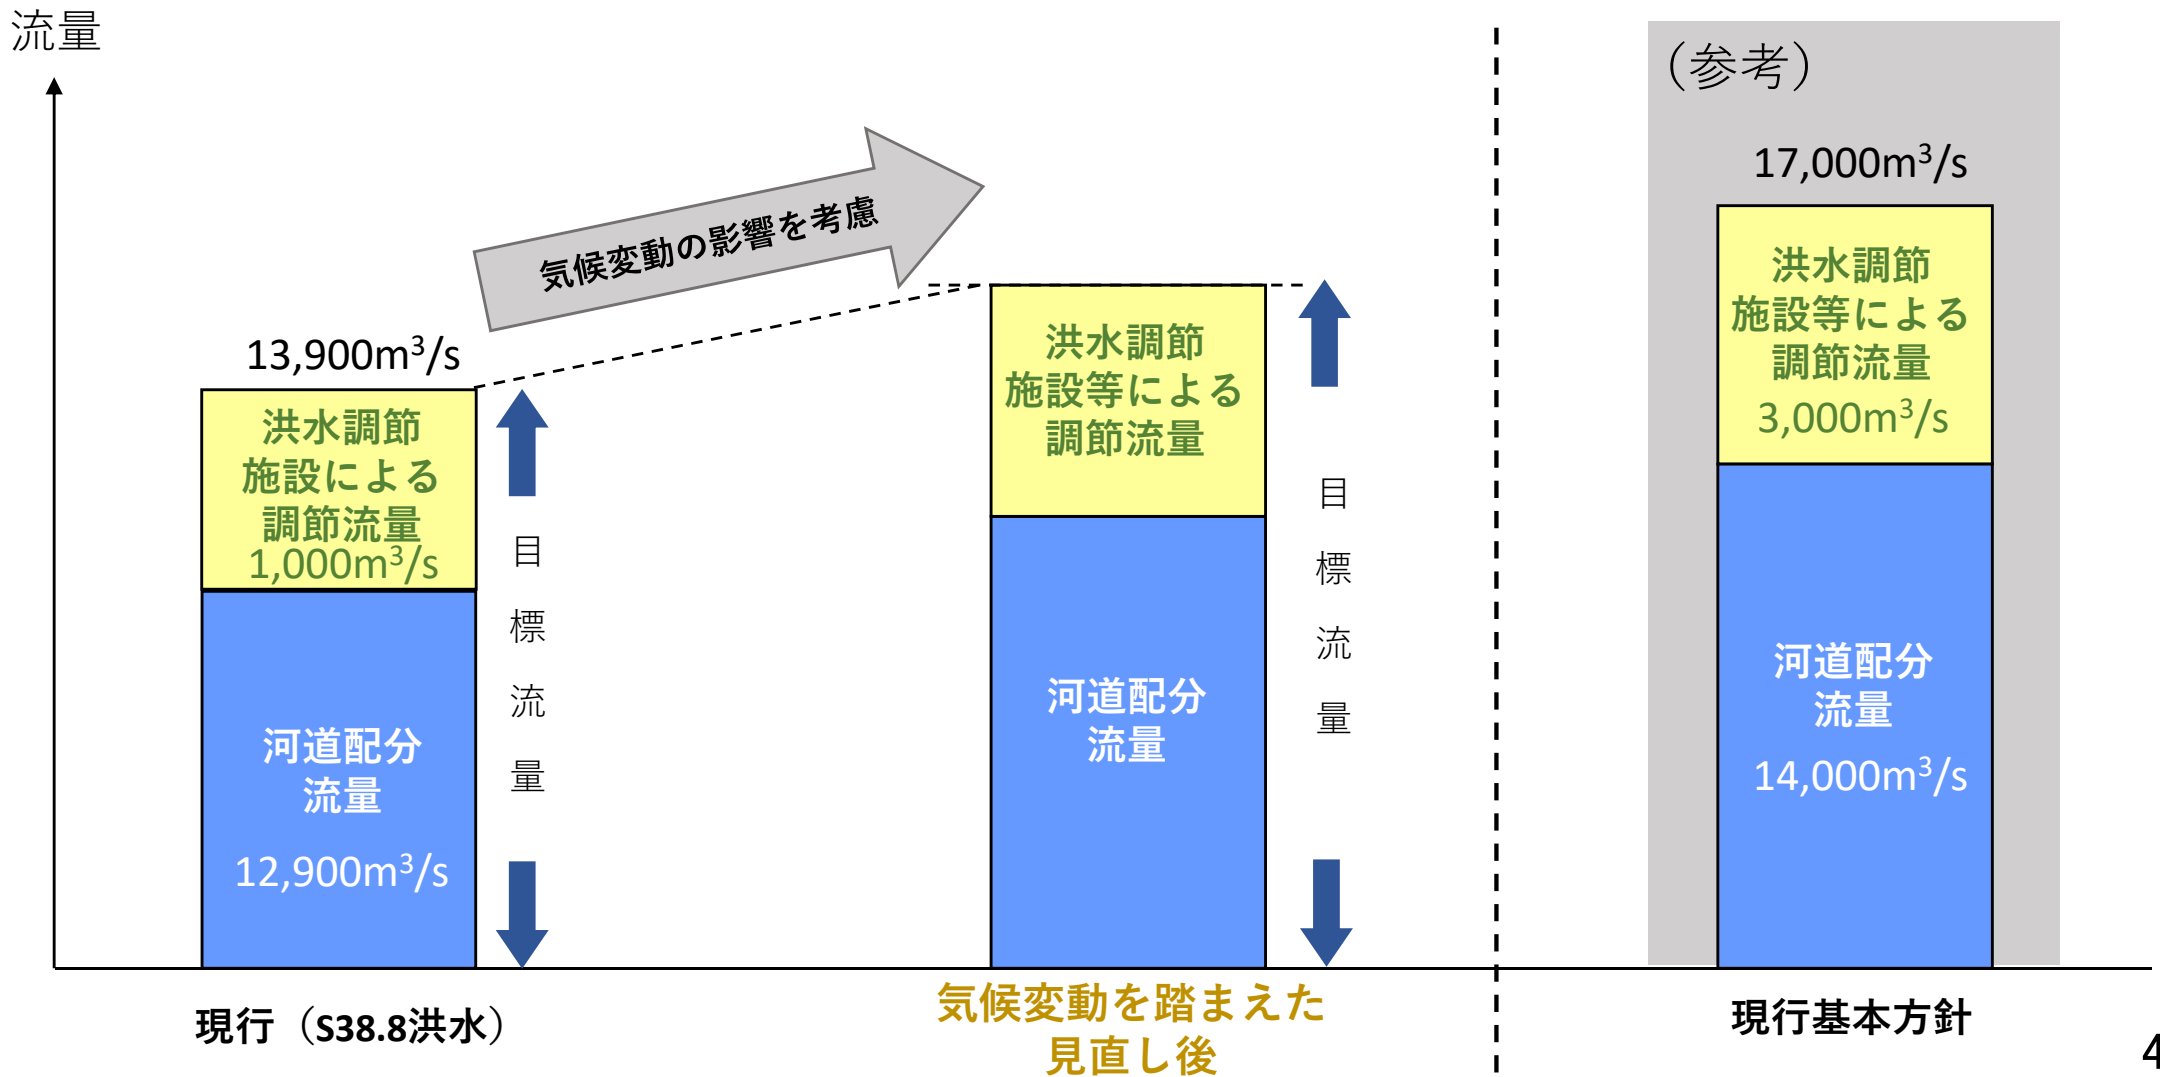 流量
気候変動の影響を考慮
13,900m³/s
洪水調節
施設による
調節流量
1,000m³/s
河道配分
流量
12,900m³/s
目標流量
現行（S38.8洪水）
洪水調節
施設等による
調節流量
河道配分
流量
目標流量
気候変動を踏まえた
見直し後
（参考）
17,000m³/s
洪水調節
施設等による
調節流量
3,000m³/s
河道配分
流量
14,000m³/s
現行基本方針
4